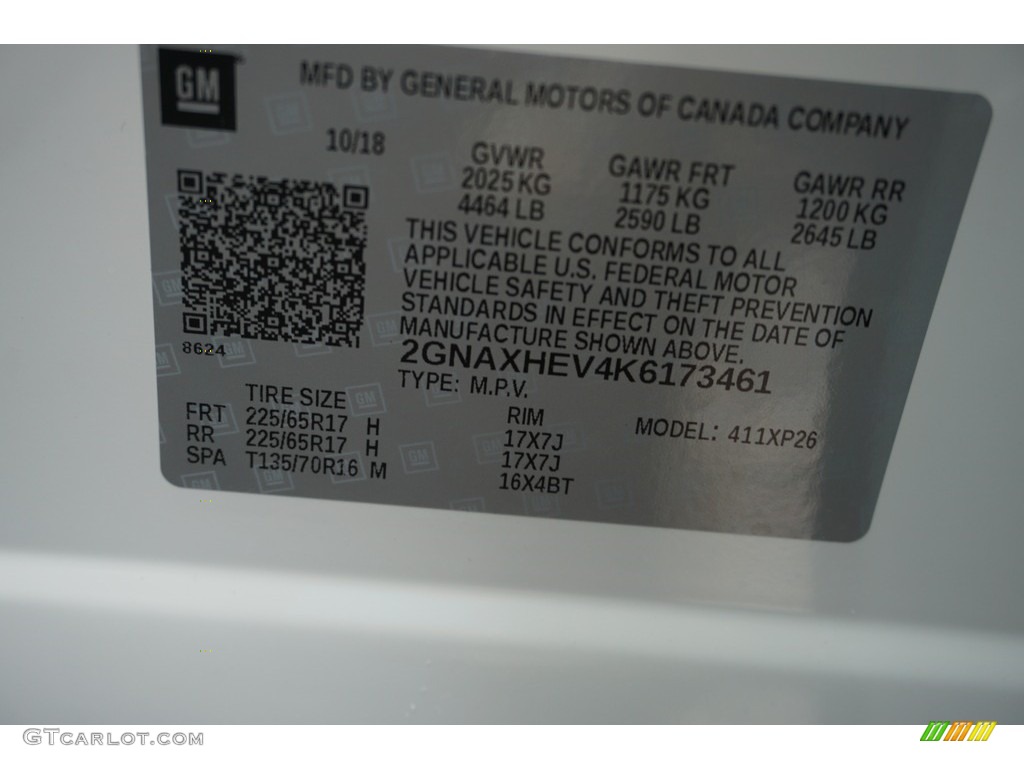 GM
MFD BY GENERAL MOTORS OF CANADA COMPANY
10/18
GVWR GAWR FRT GAWR RR
2025 KG 1175 KG 1200 KG
4464 LB 2590 LB 2645 LB
THIS VEHICLE CONFORMS TO ALL
APPLICABLE U.S. FEDERAL MOTOR
VEHICLE SAFETY AND THEFT PREVENTION
STANDARDS IN EFFECT ON THE DATE OF
MANUFACTURE SHOWN ABOVE.
8624
2GNAXHEV4K6173461
TYPE: M.P.V.
TIRE SIZE RIM MODEL: 411XP26
FRT 225/65R17 H 17X7J
RR 225/65R17 H 17X7J
SPA T135/70R16 M 16X4BT
GTCARLOT.COM